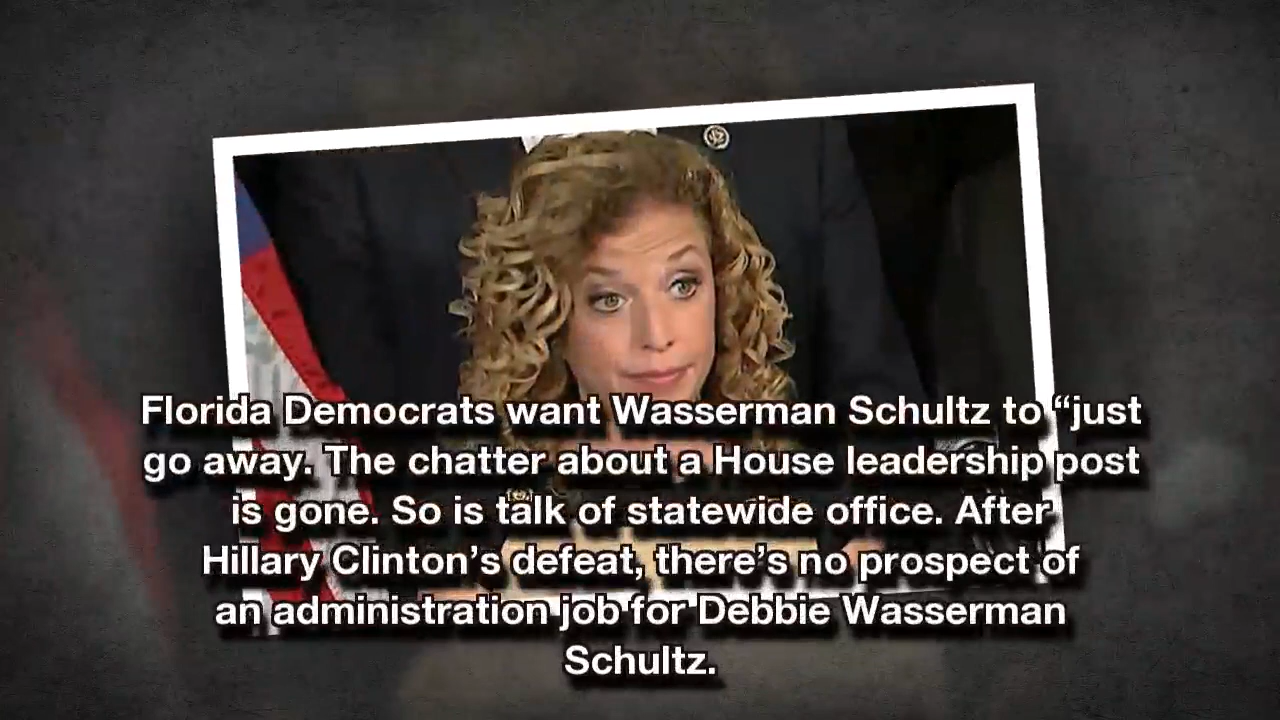 Florida Democrats want Wasserman Schultz to “just
go away. The chatter about a House leadership post
is gone. So is talk of statewide office. After
Hillary Clinton’s defeat, there’s no prospect of
an administration job for Debbie Wasserman
Schultz.